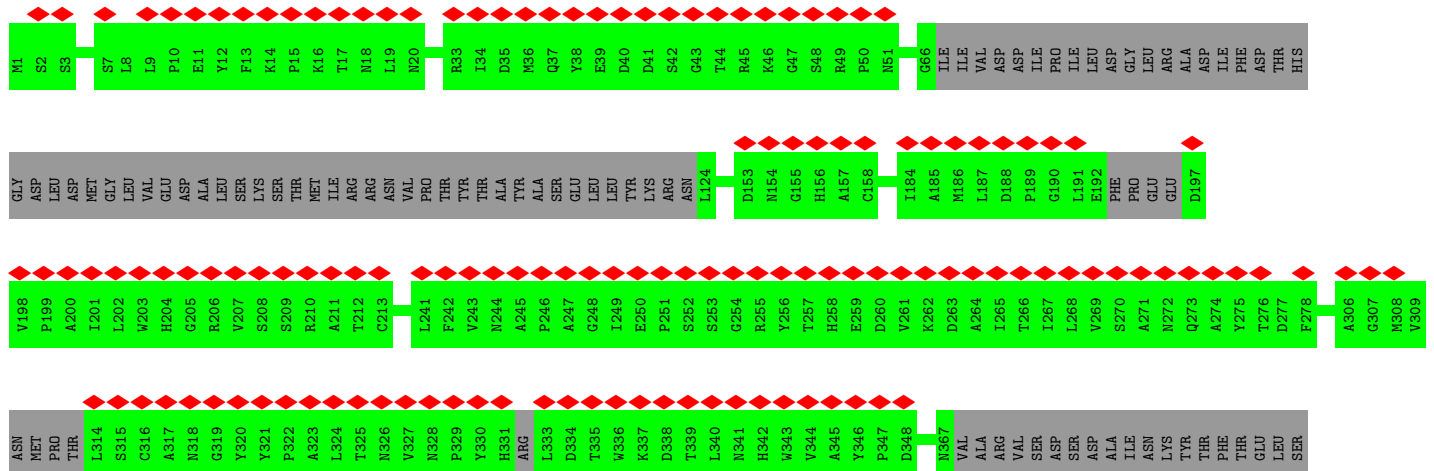 M1 S2 S3 S7 L8 L9 P10 E11 Y12 F13 K14 P15 K16 T17 N18 L19 N20 R33 I34 D35 M36 Q37 Y38 E39 D40 D41 S42 G43 T44 R45 K46 G47 S48 R49 P50 N51 G66 ILE ILE VAL ASP ASP ILE PRO ILE LEU ASP GLY LEU ARG ALA ASP ILE PHE ASP THR HIS
GLY ASP LEU ASP MET GLY LEU VAL GLU ASP ALA LEU SER LYS SER THR MET ILE ARG ARG ASN VAL PRO THR TYR THR ALA TYR ALA SER GLU LEU LEU TYR LYS ARG ASN L124 D153 N154 G155 H156 A157 C158 I184 A185 M186 L187 D188 P189 G190 L191 E192 PHE PRO GLU GLU D197
V198 P199 A200 I201 L202 W203 H204 G205 R206 V207 S208 S209 R210 A211 T212 C213 L241 F242 V243 N244 A245 P246 A247 G248 I249 E250 P251 S252 S253 G254 R255 Y256 T257 H258 E259 D260 V261 K262 D263 A264 I265 T266 I267 L268 V269 S270 A271 N272 Q273 A274 Y275 T276 D277 F278 A306 G307 M308 V309
ASN MET PRO THR L314 S315 C316 A317 N318 G319 Y320 Y321 P322 A323 L324 T325 N326 V327 N328 P329 Y330 H331 ARG L333 D334 T335 W336 K337 D338 T339 L340 N341 H342 W343 V344 A345 Y346 P347 D348 N367 VAL ALA ARG VAL SER ASP SER ASP ALA ILE ASN LYS TYR THR PHE THR GLU LEU SER